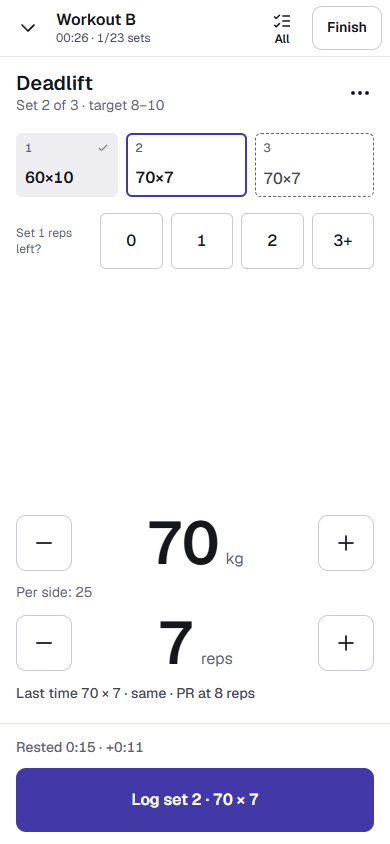 Workout B
00:26 · 1/23 sets
All
Finish
Deadlift
Set 2 of 3 · target 8–10
1
60×10
2
70×7
3
70×7
Set 1 reps left?
0
1
2
3+
70 kg
Per side: 25
7 reps
Last time 70 × 7 · same · PR at 8 reps
Rested 0:15 · +0:11
Log set 2 · 70 × 7